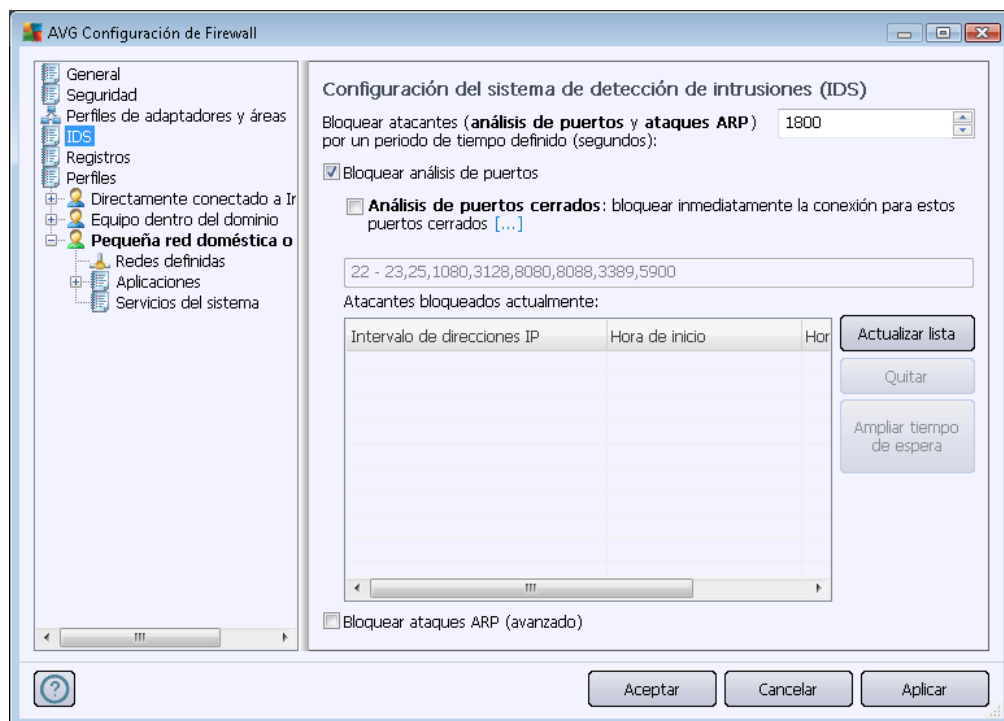 AVG Configuración de Firewall
General
Seguridad
Perfiles de adaptadores y áreas
IDS
Registros
Perfiles
Directamente conectado a Ir
Equipo dentro del dominio
Pequeña red doméstica o
Redes definidas
Aplicaciones
Servicios del sistema
Configuración del sistema de detección de intrusiones (IDS)
Bloquear atacantes (análisis de puertos y ataques ARP)
por un periodo de tiempo definido (segundos):
1800
Bloquear análisis de puertos
Análisis de puertos cerrados: bloquear inmediatamente la conexión para estos
puertos cerrados [...]
22 - 23,25,1080,3128,8080,8088,3389,5900
Atacantes bloqueados actualmente:
Intervalo de direcciones IP
Hora de inicio
Hor
Actualizar lista
Quitar
Ampliar tiempo
de espera
Bloquear ataques ARP (avanzado)
Aceptar
Cancelar
Aplicar